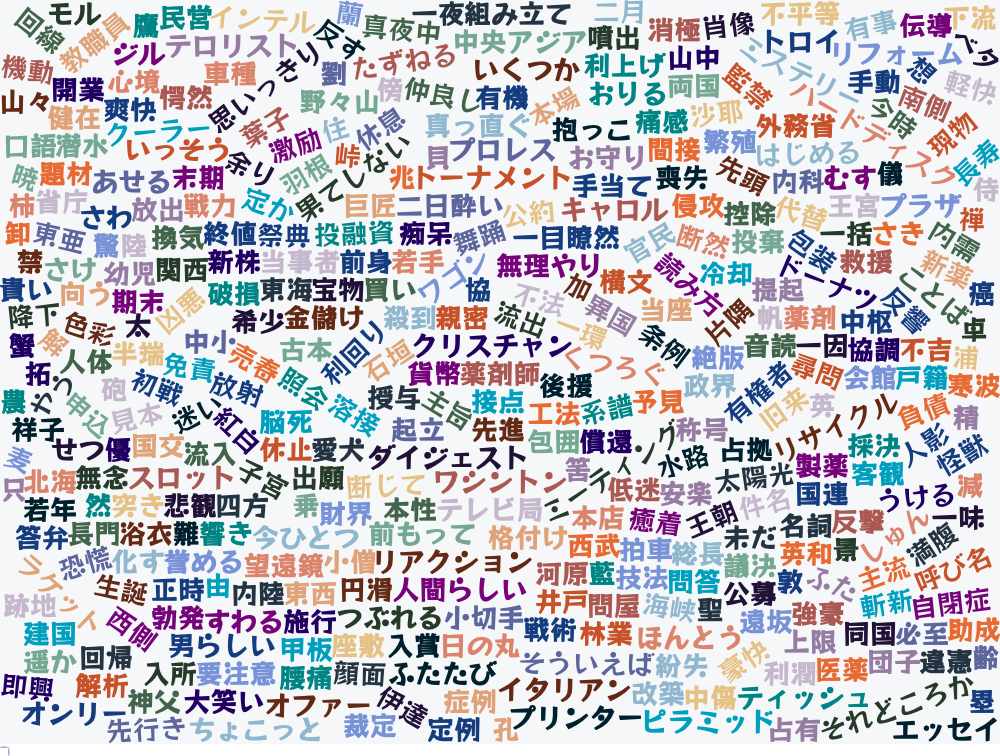 回線 モル 教職員 鷹 民営 インテル 蘭 反す 真夜中 一夜組み立て 二月 消極 肖像 不平等 有事 伝導 下流
ジル テロリスト 劉 たずねる 中央アジア 噴出 山中 ミステリー トライ リフォーム べタ
機動 開業 心境 車種 思いっきり いくつか 利上げ 両国 監禁 ハードディスク 手動 想 軽快
山々 健在 爽快 愕然 野々山 傍 仲良し 有機 本場 おりる 沙耶 今時 南側 現物
口語 潜水 クーラー いっそう 葉子 激励 住 休息 真っ直ぐ 抱っこ 痛感 繁殖 外務省 はじめる 長寿
暁 題材 あせる 末期 余り 羽根 峠 果てしない 貝 プロレス お守り 間接 先頭 内科 むす 儀 侍
柿 省庁 さわ 放出 戦力 定か 巨匠 二日酔い 兆 トーナメント 手当て 喪失 公約 キャロル 侵攻 控除 代替 王宮 プラザ 禅
卸 東亜 驚 陸 換気 終値 祭典 投融資 痴呆 舞踊 一目瞭然 官民 断然 投棄 包装 一括 さき 内需
禁 さけ 幼児 関西 新株 当事者 前身 若手 ワゴン 無理やり 加 構文 読み方 冷却 ドーナツ 救援 新薬 ことば 癌
貴い 向う 期末 凶悪 破損 東海 宝物 買い 協 不法 異国 当座 占領 提起 反響
降下 色彩 太 希少 金儲け 殺到 親密 流出 一環 条例 帆 薬剤 中枢 卓
蟹 人体 半端 中小 売春 古本 利回り 石垣 クリスチャン くつろぐ 絶版 音読 一因 協調 不吉 浦
拓 やう 砲 初戦 免責 放射 照会 貨幣 薬剤師 後援 政界 有権者 尋問 会館 戸籍 寒波
農 申込 見本 迷い 紅白 脳死 溶接 授与 主旨 接点 工法 系譜 予見 旧来 英 リサイクル 負債 精
祥子 せつ 優 国交 流入 休止 愛犬 起立 先進 包囲 償還 ミーティング 称号 占拠 採決 人影 怪獣
麦 只 北海 無念 スロット 子宮 出願 ダイジェスト 断じて ワシントン 答 水路 太陽光 製薬 客観
若年 然 突き 悲観 四方 乗 財界 本性 テレビ局 低迷 安楽 件名 国連 うける 減
答弁 長門 浴衣 難 響き 今ひとつ 前もって 格付け 本店 癒着 王朝 未だ 名詞 反撃 しゅん 一味
ラグーイ 恐慌 化す 誉める 望遠鏡 小僧 リアクション 西武 拍車 総長 議決 英和 景 満腹
生誕 正時 由 内陸 東西 円滑 人間らしい 河原 藍 技法 問答 公募 敦 ふた 主流 呼び名
跡地 西側 勃発 すわる 施行 つぶれる 小切手 井戸 問屋 海峡 聖 遠坂 強豪 斬新 自閉症
建国 男らしい 甲板 座敷 入賞 日の丸 戦術 林業 ほんとう 上限 同国 必至 助成
遥か 回帰 入所 要注意 腰痛 顔面 ふたたび そういえば 紛失 豪快 利潤 医薬 団子 違憲 齢
即興 解析 神父 大笑い オファー 伊達 症例 イタリアン 改築 中傷 ティッシュ それどころか 塁
オンリー 先行き ちょこっと 裁定 定例 孔 プリンター ピラミッド 占有 エッセイ